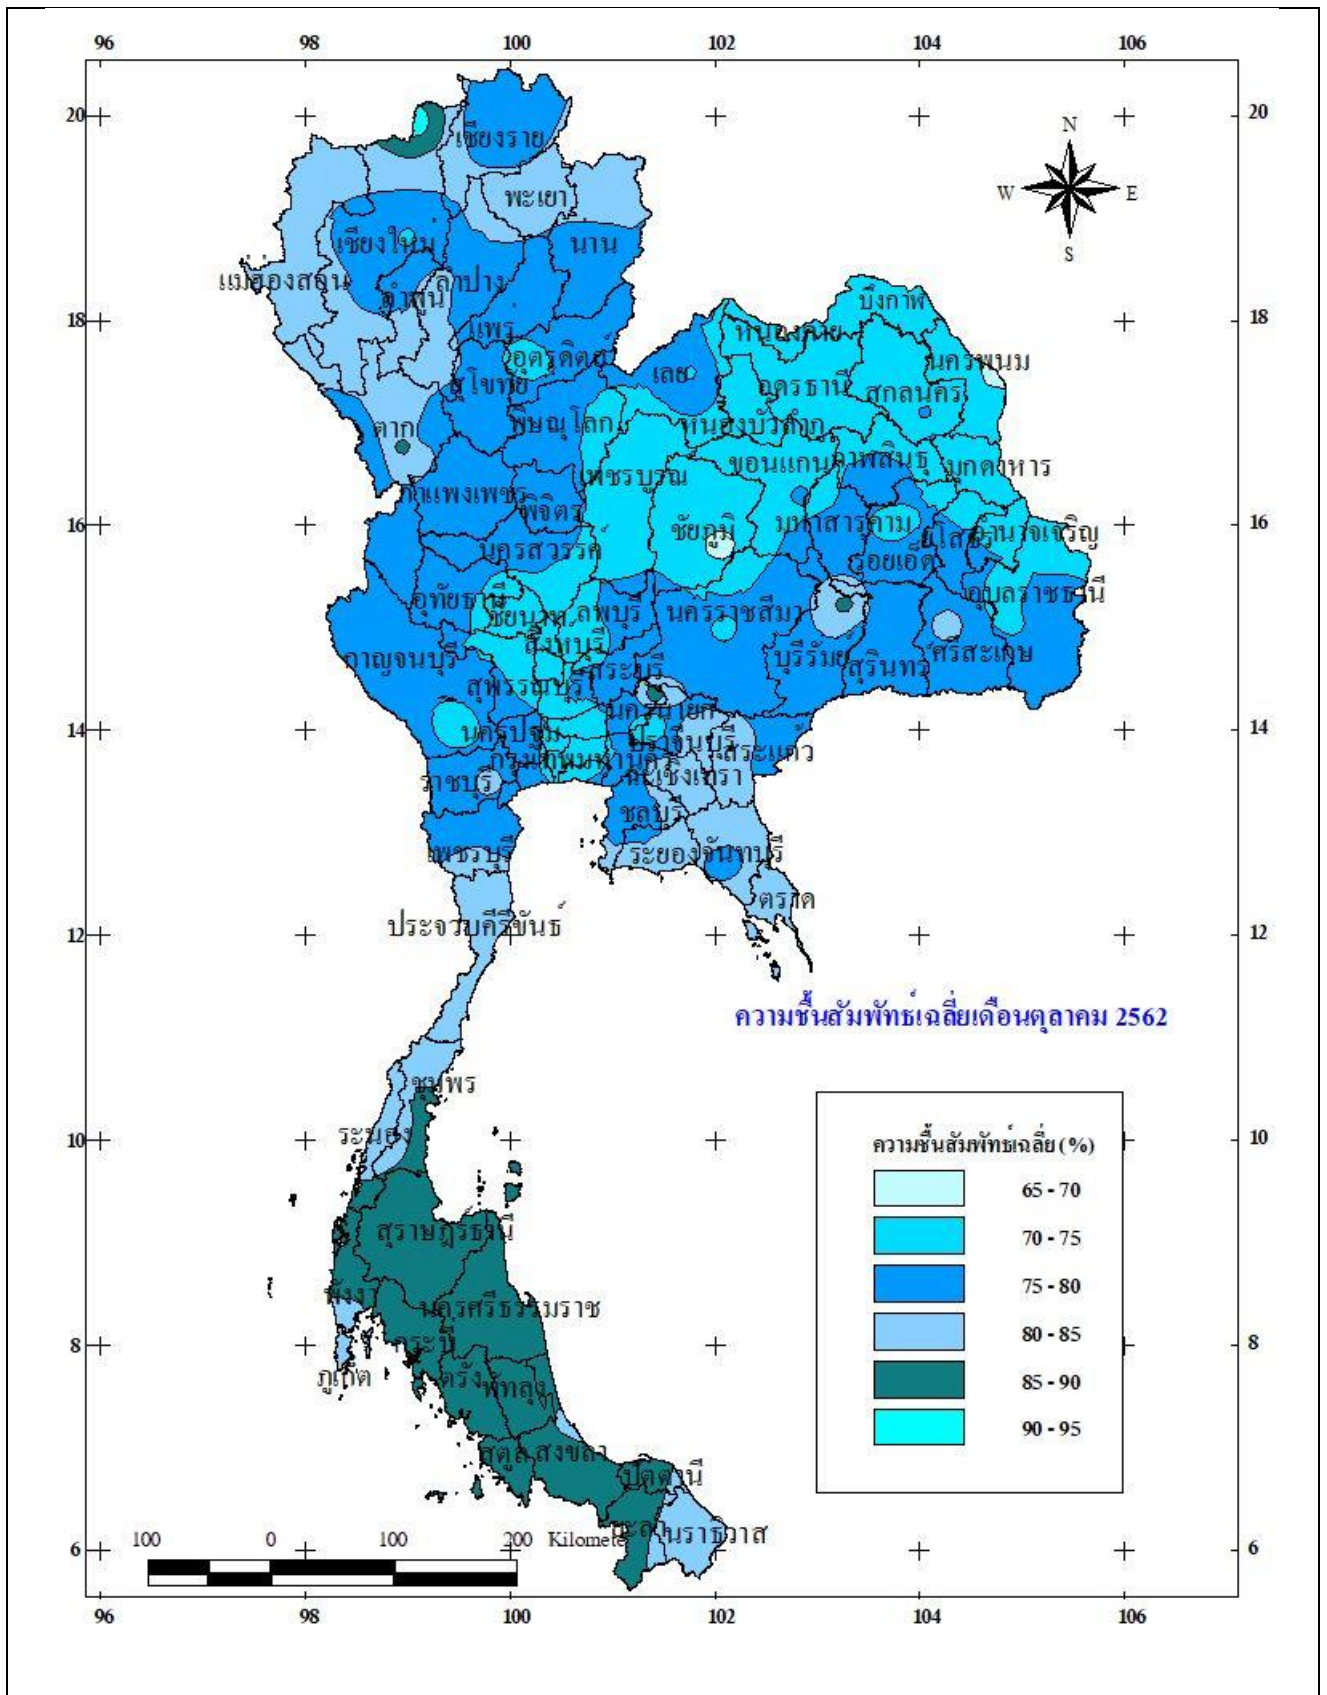 96 98 100 102 104 106
20 20
N
W E
S
เชียงราย
พะเยา
น่าน
เชียงใหม่
แม่ฮ่องสอน
ลำปาง
ลำพูน
บึงกาฬ
18 18
แพร่
หนองคาย
อุตรดิตถ์
นครพนม
เลย
สุโขทัย
อุดรธานี
สกลนคร
ตาก
พิษณุโลก
หนองบัวลำภู
ขอนแก่น
กาฬสินธุ์
มุกดาหาร
เพชรบูรณ์
กำแพงเพชร
พิจิตร
16 16
ชัยภูมิ
มหาสารคาม
ยโสธร
อำนาจเจริญ
นครสวรรค์
ร้อยเอ็ด
อุทัยธานี
ชัยนาท
ลพบุรี
นครราชสีมา
อุบลราชธานี
สิงห์บุรี
กาญจนบุรี
สระบุรี
บุรีรัมย์
สุรินทร์
ศรีสะเกษ
สุพรรณบุรี
นครนายก
14 14
นครปฐม
ปราจีนบุรี
สระแก้ว
กรุงเทพมหานคร
ราชบุรี
ฉะเชิงเทรา
ชลบุรี
เพชรบุรี
ระยอง
จันทบุรี
ตราด
ประจวบคีรีขันธ์
12 12
ความชื้นสัมพัทธ์เฉลี่ยเดือนตุลาคม 2562
ชุมพร
ระนอง
10 10
ความชื้นสัมพัทธ์เฉลี่ย (%)
65 - 70
70 - 75
75 - 80
80 - 85
85 - 90
90 - 95
สุราษฎร์ธานี
พังงา
นครศรีธรรมราช
กระบี่
8 8
ภูเก็ต
ตรัง
พัทลุง
สตูล
สงขลา
ปัตตานี
ยะลา
นราธิวาส
100 0 100 200 Kilomete
6 6
96 98 100 102 104 106